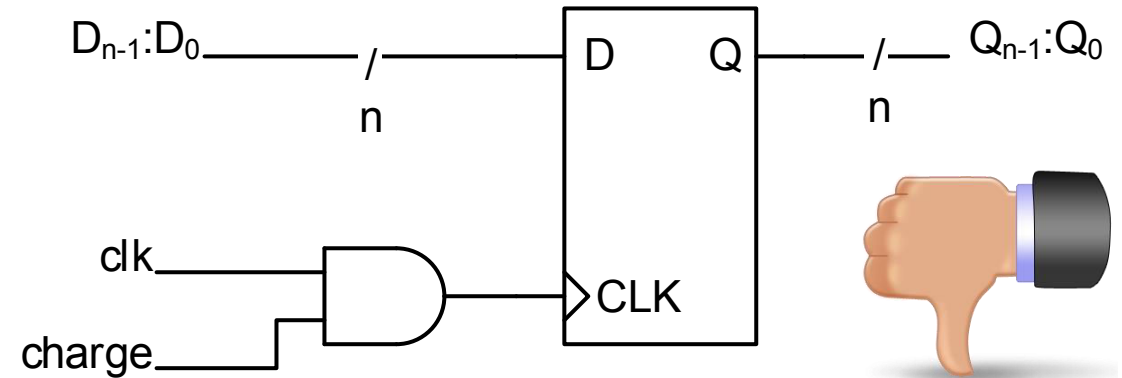 Dn-1:D0
/
n
D
Q
/
n
Qn-1:Q0
clk
charge
CLK